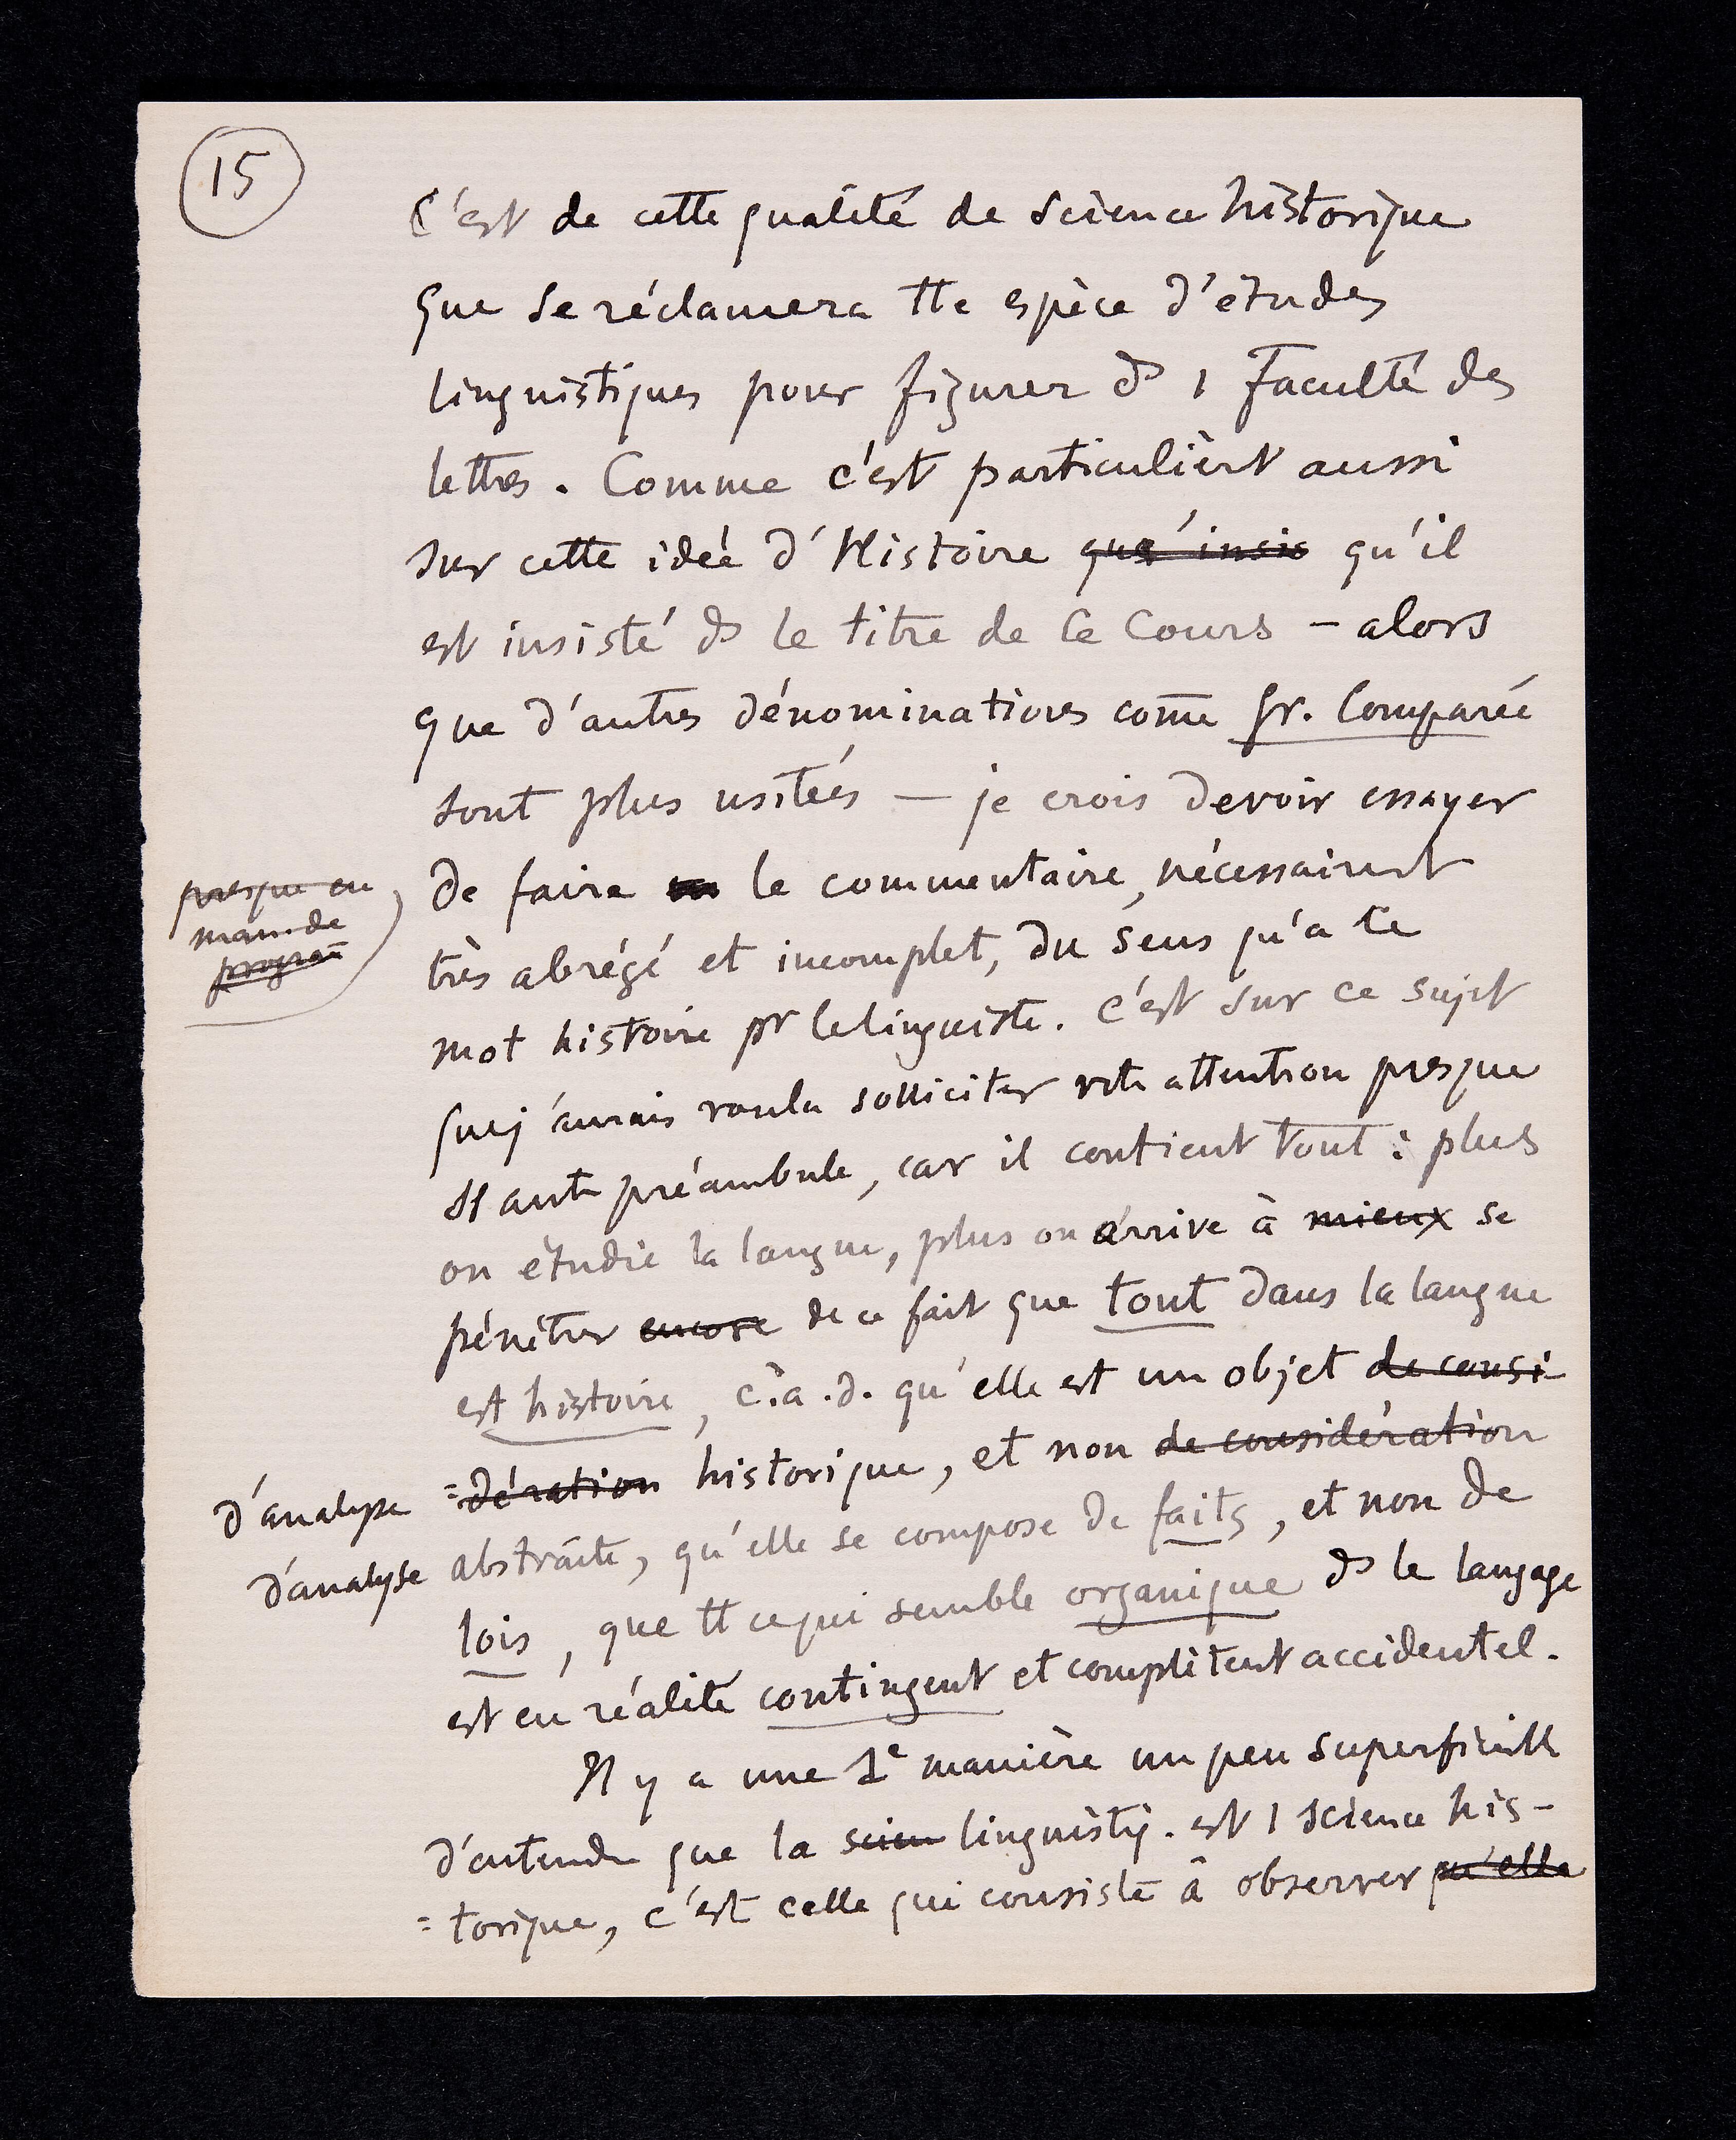 15
C'est de cette qualité de science historique
que se réclamera tte espèce d'études
linguistiques pour figurer ds 1 Faculté des
lettres. Comme c'est particulièrt aussi
sur cette idée d'Histoire que insis qu'il
est insisté ds le titre de ce Cours – alors
que d'autres dénominations come Gr. Comparée
sont plus usitées — je crois devoir essayer
de faire un le commentaire, nécessairemt
presque en
très abrégé et incomplet, du sens qu'a ce
mot histoire pr le linguiste. C'est sur ce sujet
que j'aurais voulu solliciter votre attention presque
ss autre préambule, car il contient tout : plus
on étudie la langue, plus on arrive à mieux se
pénétrer encore de ce fait que tout dans la langue
est histoire, c.à.d. qu'elle est un objet de consi
d'analyse =dération historique, et non de considération
d'analyse abstraite, qu'elle se compose de faits, et non de
lois, que tt ce qui semble organique ds le langage
est en réalité contingent et complètent accidentel.
Il y a une 1e manière un peu superficielle
d'entendre que la scien linguistiq. est 1 science his-
=torique, c'est celle qui consiste à observer qu'elle